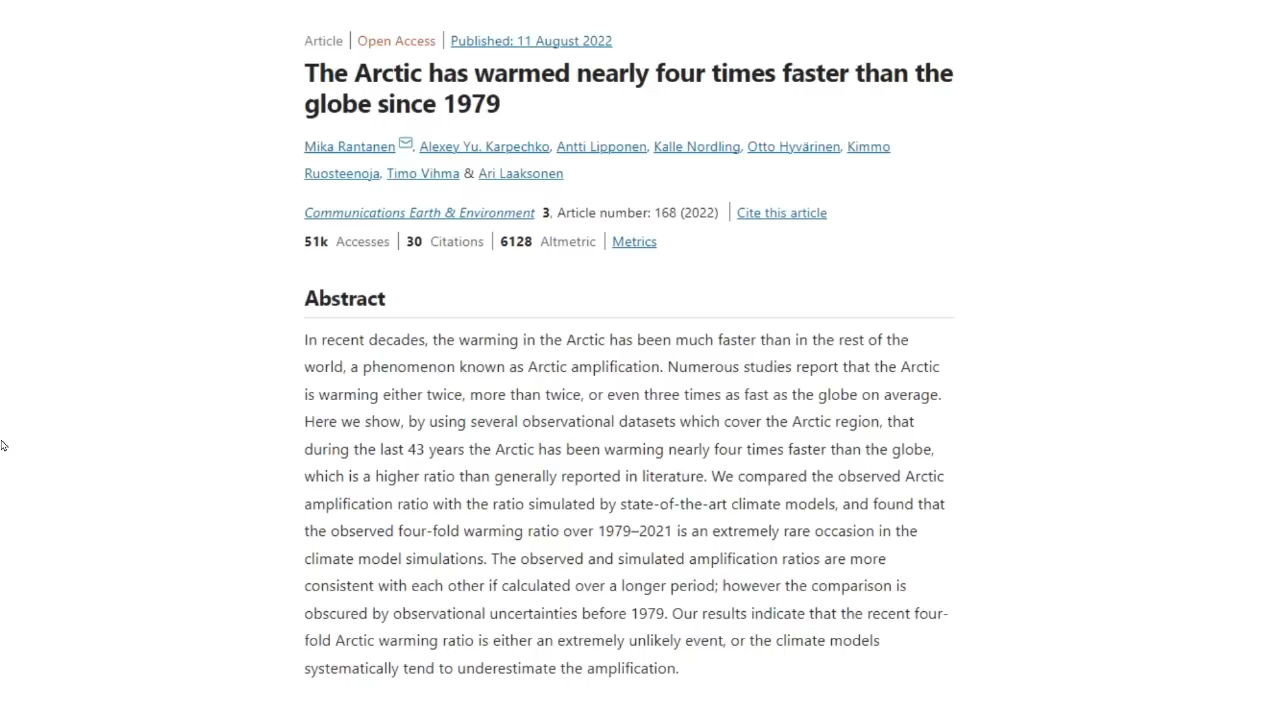 Article | Open Access | Published: 11 August 2022
The Arctic has warmed nearly four times faster than the
globe since 1979
Mika Rantanen, Alexey Yu. Karpechko, Antti Lipponen, Kalle Nordling, Otto Hyvärinen, Kimmo
Ruosteenoja, Timo Vihma & Ari Laaksonen
Communications Earth & Environment 3, Article number: 168 (2022) | Cite this article
51k Accesses | 30 Citations | 6128 Altmetric | Metrics
Abstract
In recent decades, the warming in the Arctic has been much faster than in the rest of the
world, a phenomenon known as Arctic amplification. Numerous studies report that the Arctic
is warming either twice, more than twice, or even three times as fast as the globe on average.
Here we show, by using several observational datasets which cover the Arctic region, that
during the last 43 years the Arctic has been warming nearly four times faster than the globe,
which is a higher ratio than generally reported in literature. We compared the observed Arctic
amplification ratio with the ratio simulated by state-of-the-art climate models, and found that
the observed four-fold warming ratio over 1979–2021 is an extremely rare occasion in the
climate model simulations. The observed and simulated amplification ratios are more
consistent with each other if calculated over a longer period; however the comparison is
obscured by observational uncertainties before 1979. Our results indicate that the recent four-
fold Arctic warming ratio is either an extremely unlikely event, or the climate models
systematically tend to underestimate the amplification.